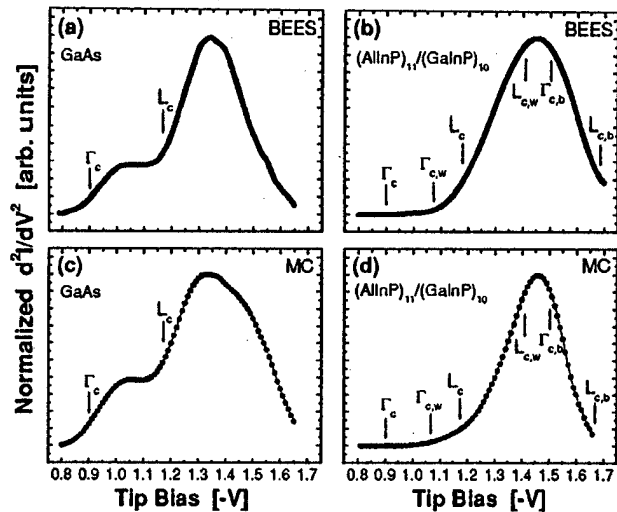 (a) BEES
GaAs
L_c
Γ_c
(b) BEES
(AlInP)_11/(GaInP)_10
L_c,w Γ_c,b
L_c L_c,b
Γ_c Γ_c,w
(c) MC
GaAs
L_c
Γ_c
(d) MC
(AlInP)_11/(GaInP)_10
L_c,w Γ_c,b
Γ_c Γ_c,w L_c L_c,b
Normalized d²I/dV² [arb. units]
0.8 0.9 1.0 1.1 1.2 1.3 1.4 1.5 1.6 1.7
0.8 0.9 1.0 1.1 1.2 1.3 1.4 1.5 1.6 1.7
Tip Bias [-V]
Tip Bias [-V]